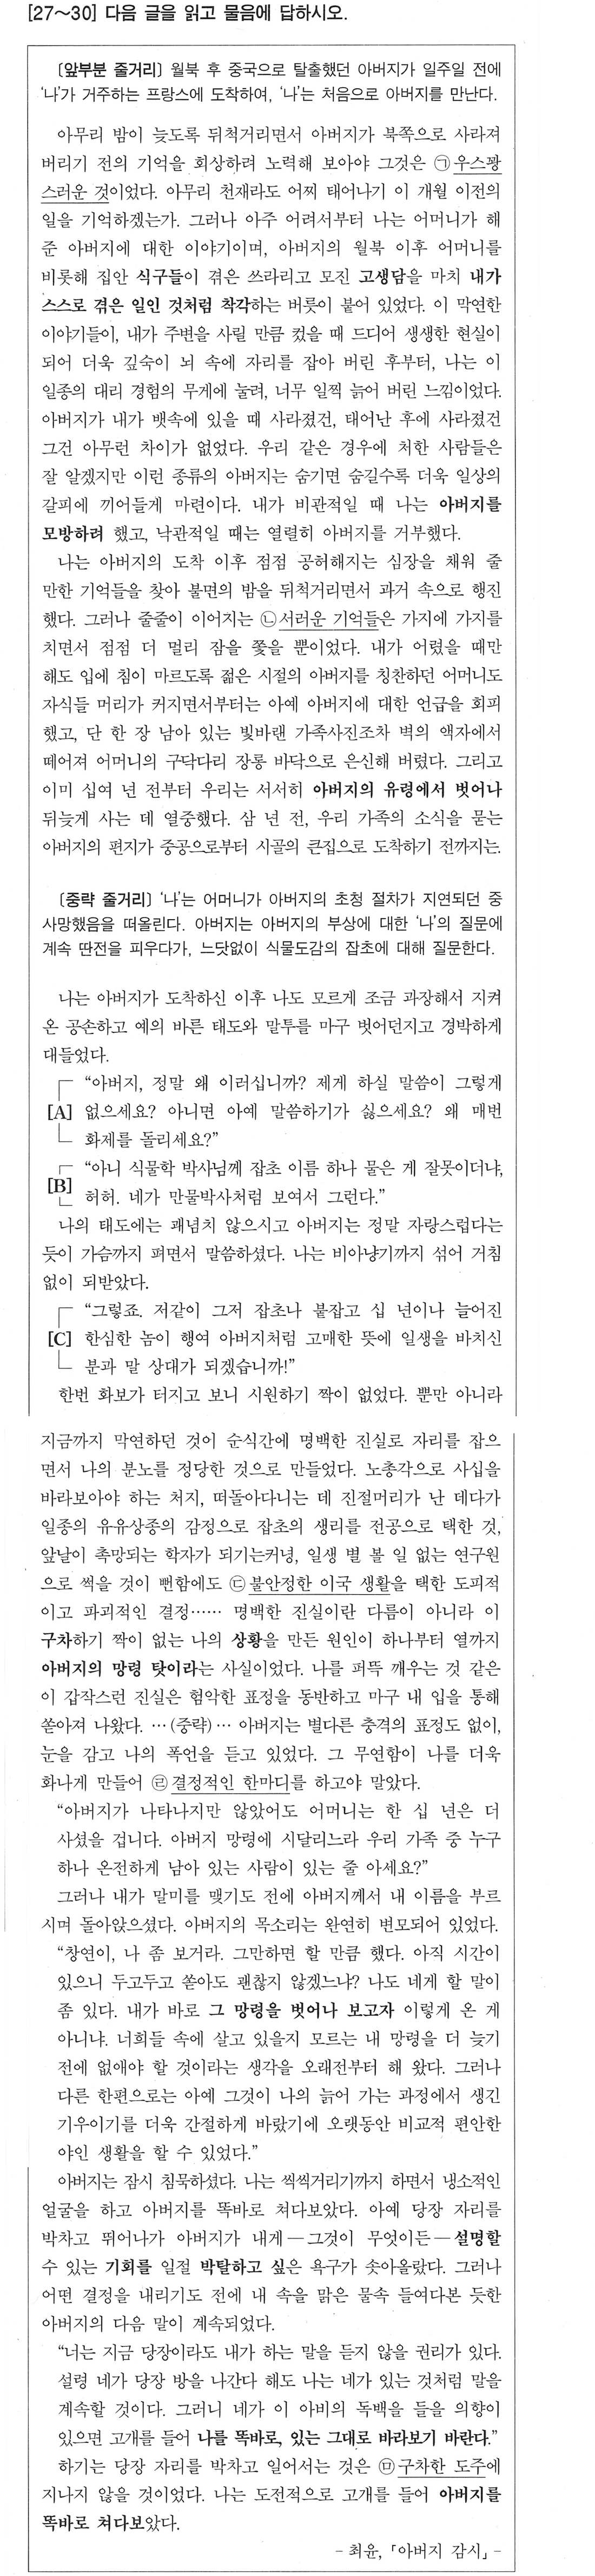 [27～30] 다음 글을 읽고 물음에 답하시오.
〔앞부분 줄거리〕 월북 후 중국으로 탈출했던 아버지가 일주일 전에
‘나’가 거주하는 프랑스에 도착하여, ‘나’는 처음으로 아버지를 만난다.
아무리 밤이 늦도록 뒤척거리면서 아버지가 북쪽으로 사라져
버리기 전의 기억을 회상하려 노력해 보아야 그것은 ㉠우스꽝
스러운 것이었다. 아무리 천재라도 어찌 태어나기 이 개월 이전의
일을 기억하겠는가. 그러나 아주 어려서부터 나는 어머니가 해
준 아버지에 대한 이야기이며, 아버지의 월북 이후 어머니를
비롯해 집안 식구들이 겪은 쓰라리고 모진 고생담을 마치 내가
스스로 겪은 일인 것처럼 착각하는 버릇이 붙어 있었다. 이 막연한
이야기들이, 내가 주변을 사릴 만큼 컸을 때 드디어 생생한 현실이
되어 더욱 깊숙이 뇌 속에 자리를 잡아 버린 후부터, 나는 이
일종의 대리 경험의 무게에 눌려, 너무 일찍 늙어 버린 느낌이었다.
아버지가 내가 뱃속에 있을 때 사라졌건, 태어난 후에 사라졌건
그건 아무런 차이가 없었다. 우리 같은 경우에 처한 사람들은
잘 알겠지만 이런 종류의 아버지는 숨기면 숨길수록 더욱 일상의
갈피에 끼어들게 마련이다. 내가 비관적일 때 나는 아버지를
모방하려 했고, 낙관적일 때는 열렬히 아버지를 거부했다.
나는 아버지의 도착 이후 점점 공허해지는 심장을 채워 줄
만한 기억들을 찾아 불면의 밤을 뒤척거리면서 과거 속으로 행진
했다. 그러나 줄줄이 이어지는 ㉡서러운 기억들은 가지에 가지를
치면서 점점 더 멀리 잠을 쫓을 뿐이었다. 내가 어렸을 때만
해도 입에 침이 마르도록 젊은 시절의 아버지를 칭찬하던 어머니도
자식들 머리가 커지면서부터는 아예 아버지에 대한 언급을 회피
했고, 단 한 장 남아 있는 빛바랜 가족사진조차 벽의 액자에서
떼어져 어머니의 구닥다리 장롱 바닥으로 은신해 버렸다. 그리고
이미 십여 년 전부터 우리는 서서히 아버지의 유령에서 벗어나
뒤늦게 사는 데 열중했다. 삼 년 전, 우리 가족의 소식을 묻는
아버지의 편지가 중공으로부터 시골의 큰집으로 도착하기 전까지는.
〔중략 줄거리〕 ‘나’는 어머니가 아버지의 초청 절차가 지연되던 중
사망했음을 떠올린다. 아버지는 아버지의 부상에 대한 ‘나’의 질문에
계속 딴전을 피우다가, 느닷없이 식물도감의 잡초에 대해 질문한다.
나는 아버지가 도착하신 이후 나도 모르게 조금 과장해서 지켜
온 공손하고 예의 바른 태도와 말투를 마구 벗어던지고 경박하게
대들었다.
“아버지, 정말 왜 이러십니까? 제게 하실 말씀이 그렇게
[A] 없으세요? 아니면 아예 말씀하기가 싫으세요? 왜 매번
화제를 돌리세요?”
[B] “아니 식물학 박사님께 잡초 이름 하나 물은 게 잘못이더냐,
허허. 네가 만물박사처럼 보여서 그런다.”
나의 태도에는 괘념치 않으시고 아버지는 정말 자랑스럽다는
듯이 가슴까지 펴면서 말씀하셨다. 나는 비아냥기까지 섞어 거침
없이 되받았다.
“그렇죠. 저같이 그저 잡초나 붙잡고 십 년이나 늘어진
[C] 한심한 놈이 행여 아버지처럼 고매한 뜻에 일생을 바치신
분과 말 상대가 되겠습니까!”
한번 화보가 터지고 보니 시원하기 짝이 없었다. 뿐만 아니라
지금까지 막연하던 것이 순식간에 명백한 진실로 자리를 잡으
면서 나의 분노를 정당한 것으로 만들었다. 노총각으로 사십을
바라보아야 하는 처지, 떠돌아다니는 데 진절머리가 난 데다가
일종의 유유상종의 감정으로 잡초의 생리를 전공으로 택한 것,
앞날이 촉망되는 학자가 되기는커녕, 일생 별 볼 일 없는 연구원
으로 썩을 것이 뻔함에도 ㉢불안정한 이국 생활을 택한 도피적
이고 파괴적인 결정…… 명백한 진실이란 다름이 아니라 이
구차하기 짝이 없는 나의 상황을 만든 원인이 하나부터 열까지
아버지의 망령 탓이라는 사실이었다. 나를 퍼뜩 깨우는 것 같은
이 갑작스런 진실은 험악한 표정을 동반하고 마구 내 입을 통해
쏟아져 나왔다. …(중략)… 아버지는 별다른 충격의 표정도 없이,
눈을 감고 나의 폭언을 듣고 있었다. 그 무연함이 나를 더욱
화나게 만들어 ㉣결정적인 한마디를 하고야 말았다.
“아버지가 나타나지만 않았어도 어머니는 한 십 년은 더
사셨을 겁니다. 아버지 망령에 시달리느라 우리 가족 중 누구
하나 온전하게 남아 있는 사람이 있는 줄 아세요?”
그러나 내가 말미를 맺기도 전에 아버지께서 내 이름을 부르
시며 돌아앉으셨다. 아버지의 목소리는 완연히 변모되어 있었다.
“창연이, 나 좀 보거라. 그만하면 할 만큼 했다. 아직 시간이
있으니 두고두고 쏟아도 괜찮지 않겠느냐? 나도 네게 할 말이
좀 있다. 내가 바로 그 망령을 벗어나 보고자 이렇게 온 게
아니냐. 너희들 속에 살고 있을지 모르는 내 망령을 더 늦기
전에 없애야 할 것이라는 생각을 오래전부터 해 왔다. 그러나
다른 한편으로는 아예 그것이 나의 늙어 가는 과정에서 생긴
기우이기를 더욱 간절하게 바랐기에 오랫동안 비교적 편안한
야인 생활을 할 수 있었다.”
아버지는 잠시 침묵하셨다. 나는 씩씩거리기까지 하면서 냉소적인
얼굴을 하고 아버지를 똑바로 쳐다보았다. 아예 당장 자리를
박차고 뛰어나가 아버지가 내게―그것이 무엇이든―설명할
수 있는 기회를 일절 박탈하고 싶은 욕구가 솟아올랐다. 그러나
어떤 결정을 내리기도 전에 내 속을 맑은 물속 들여다본 듯한
아버지의 다음 말이 계속되었다.
“너는 지금 당장이라도 내가 하는 말을 듣지 않을 권리가 있다.
설령 네가 당장 방을 나간다 해도 나는 네가 있는 것처럼 말을
계속할 것이다. 그러니 네가 이 아비의 독백을 들을 의향이
있으면 고개를 들어 나를 똑바로, 있는 그대로 바라보기 바란다.”
하기는 당장 자리를 박차고 일어서는 것은 ㉤구차한 도주에
지나지 않을 것이었다. 나는 도전적으로 고개를 들어 아버지를
똑바로 쳐다보았다.
- 최윤, 「아버지 감시」 -